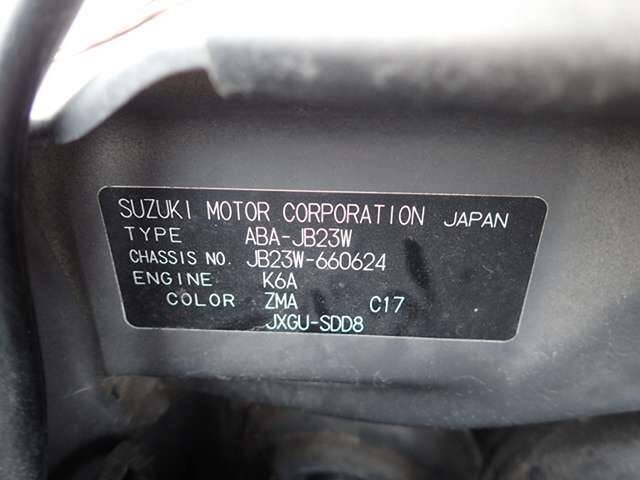 SUZUKI MOTOR CORPORATION JAPAN
TYPE ABA-JB23W
CHASSIS NO. JB23W-660624
ENGINE K6A
COLOR ZMA C17
JXGU-SDD8